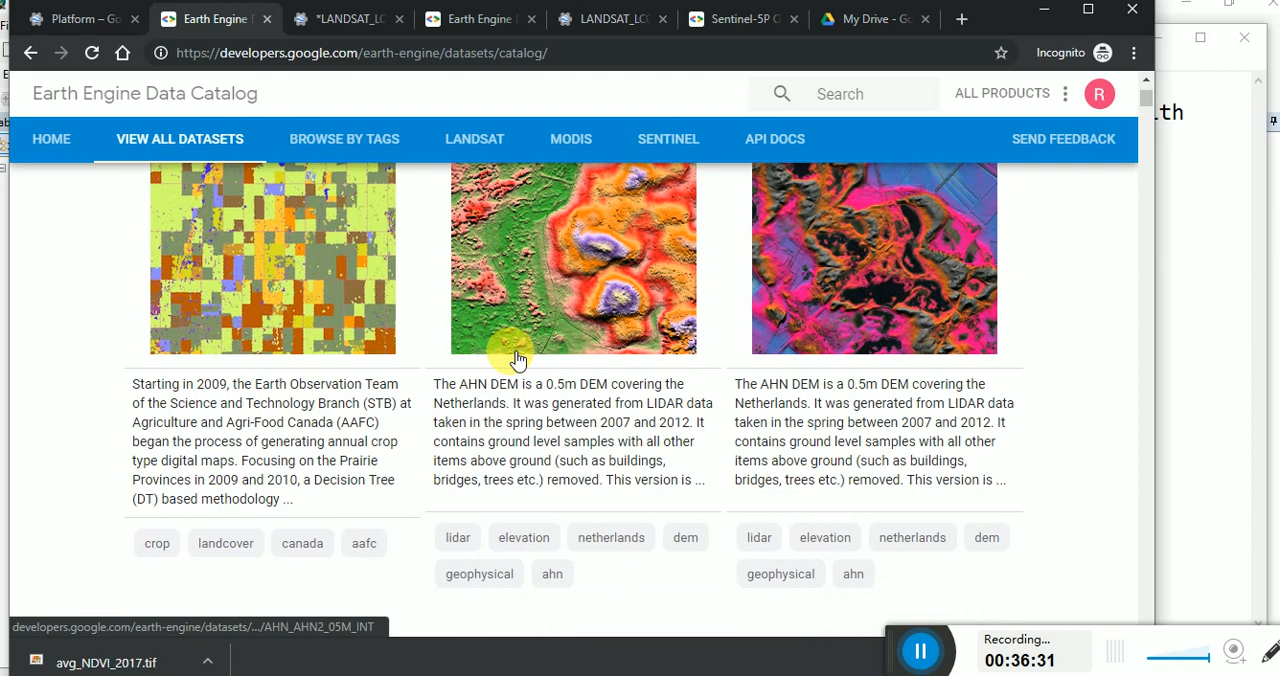 Platform – Go
Earth Engine
*LANDSAT_LC
Earth Engine
LANDSAT_LC
Sentinel-5P O
My Drive - Go
https://developers.google.com/earth-engine/datasets/catalog/
Incognito
Earth Engine Data Catalog
Search
ALL PRODUCTS
R
HOME
VIEW ALL DATASETS
BROWSE BY TAGS
LANDSAT
MODIS
SENTINEL
API DOCS
SEND FEEDBACK
Starting in 2009, the Earth Observation Team
of the Science and Technology Branch (STB) at
Agriculture and Agri-Food Canada (AAFC)
began the process of generating annual crop
type digital maps. Focusing on the Prairie
Provinces in 2009 and 2010, a Decision Tree
(DT) based methodology ...
crop
landcover
canada
aafc
The AHN DEM is a 0.5m DEM covering the
Netherlands. It was generated from LIDAR data
taken in the spring between 2007 and 2012. It
contains ground level samples with all other
items above ground (such as buildings,
bridges, trees etc.) removed. This version is ...
lidar
elevation
netherlands
dem
geophysical
ahn
The AHN DEM is a 0.5m DEM covering the
Netherlands. It was generated from LIDAR data
taken in the spring between 2007 and 2012. It
contains ground level samples with all other
items above ground (such as buildings,
bridges, trees etc.) removed. This version is ...
lidar
elevation
netherlands
dem
geophysical
ahn
developers.google.com/earth-engine/datasets/.../AHN_AHN2_05M_INT
avg_NDVI_2017.tif
Recording...
00:36:31